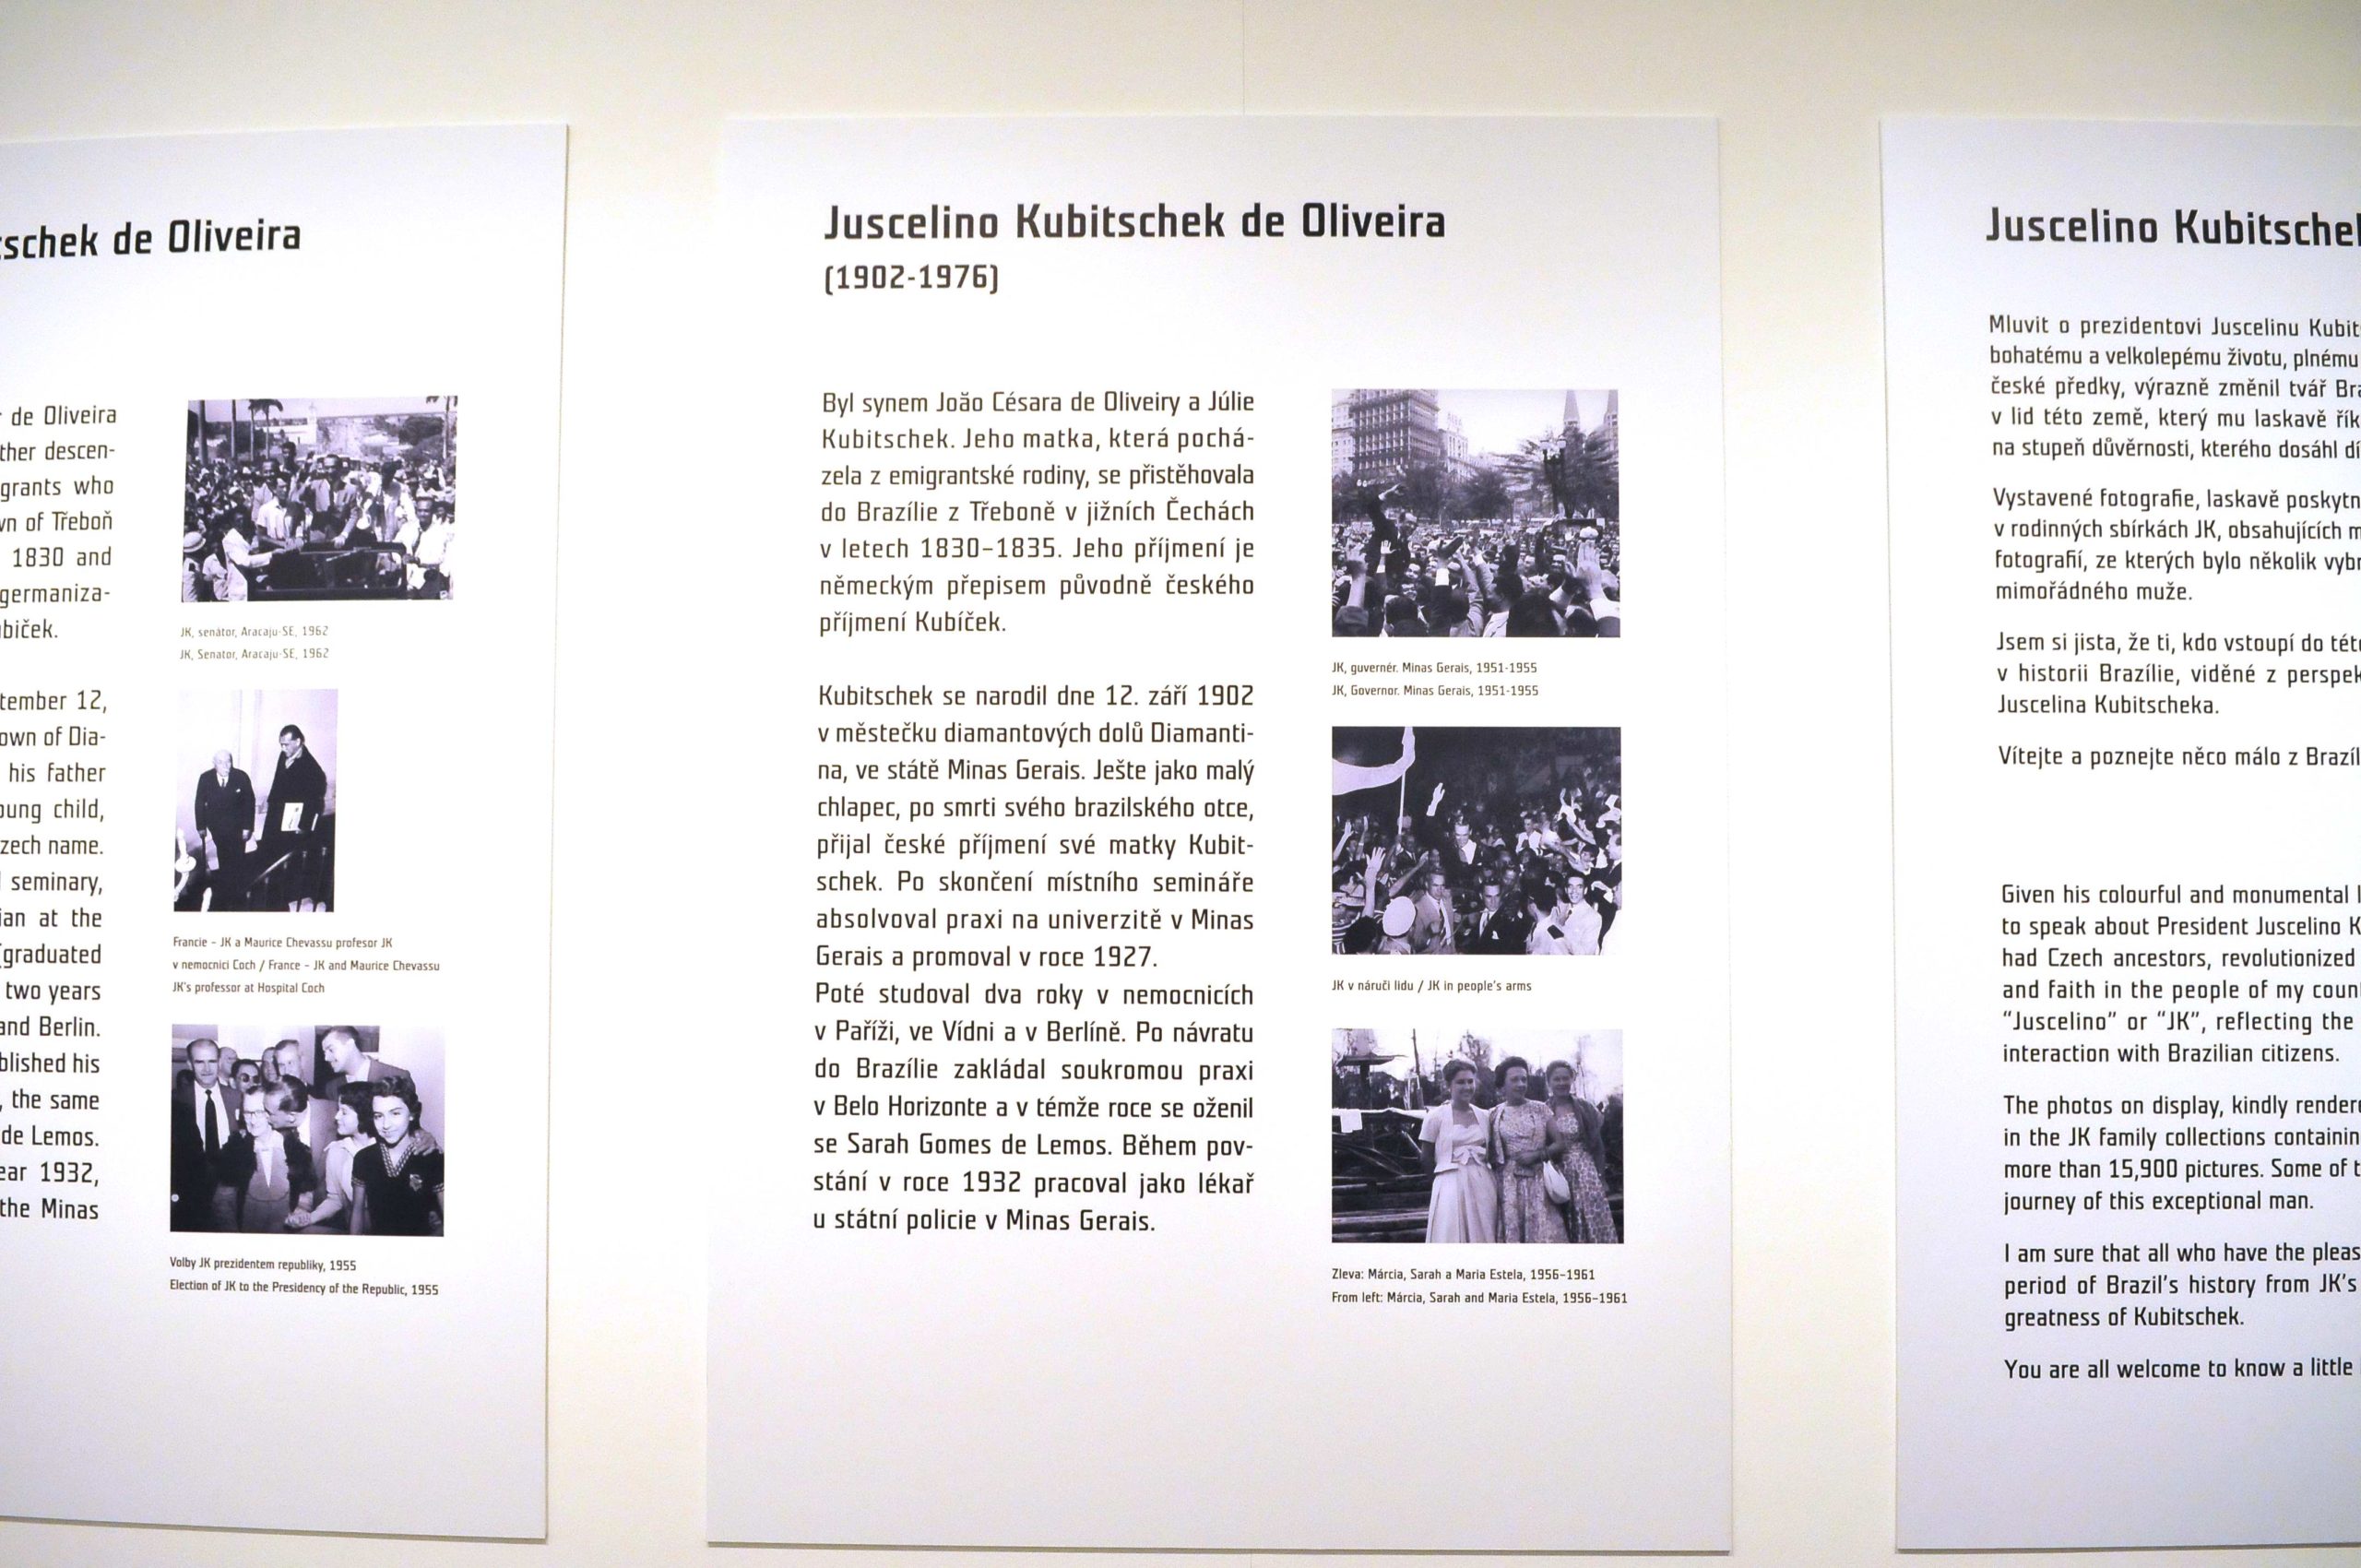 schek de Oliveira
de Oliveira
ther descen-
grants who
of Třeboň
1830 and
germaniza-
biček.
tember 12,
own of Dia-
his father
oung child,
zech name.
seminary,
ian at the
graduated
two years
and Berlin.
blished his
, the same
de Lemos.
ear 1932,
the Minas
JK, senátor, Aracaju-SE, 1962
JK, Senator, Aracaju-SE, 1962
Francie – JK a Maurice Chevassu profesor JK
v nemocnici Coch / France – JK and Maurice Chevassu
JK's professor at Hospital Coch
Volby JK prezidentem republiky, 1955
Election of JK to the Presidency of the Republic, 1955
Juscelino Kubitschek de Oliveira
(1902-1976)
Byl synem João Césara de Oliveiry a Júlie
Kubitschek. Jeho matka, která pochá-
zela z emigrantské rodiny, se přistěhovala
do Brazílie z Třeboně v jižních Čechách
v letech 1830–1835. Jeho příjmení je
německým přepisem původně českého
příjmení Kubíček.
Kubitschek se narodil dne 12. září 1902
v městečku diamantových dolů Diamanti-
na, ve státě Minas Gerais. Ješte jako malý
chlapec, po smrti svého brazilského otce,
přijal české příjmení své matky Kubit-
schek. Po skončení místního semináře
absolvoval praxi na univerzitě v Minas
Gerais a promoval v roce 1927.
Poté studoval dva roky v nemocnicích
v Paříži, ve Vídni a v Berlíně. Po návratu
do Brazílie zakládal soukromou praxi
v Belo Horizonte a v témže roce se oženil
se Sarah Gomes de Lemos. Během pov-
stání v roce 1932 pracoval jako lékař
u státní policie v Minas Gerais.
JK, guvernér. Minas Gerais, 1951-1955
JK, Governor. Minas Gerais, 1951-1955
JK v náruči lidu / JK in people's arms
Zleva: Márcia, Sarah a Maria Estela, 1956–1961
From left: Márcia, Sarah and Maria Estela, 1956–1961
Juscelino Kubitschek
Mluvit o prezidentovi Juscelinu Kubit
bohatému a velkolepému životu, plnému
české předky, výrazně změnil tvář Bra
v lid této země, který mu laskavě řík
na stupeň důvěrnosti, kterého dosáhl dí
Vystavené fotografie, laskavě poskytn
v rodinných sbírkách JK, obsahujících m
fotografií, ze kterých bylo několik vybr
mimořádného muže.
Jsem si jista, že ti, kdo vstoupí do této
v historii Brazílie, viděné z perspek
Juscelina Kubitscheka.
Vítejte a poznejte něco málo z Brazíl
Given his colourful and monumental l
to speak about President Juscelino K
had Czech ancestors, revolutionized
and faith in the people of my coun
“Juscelino” or “JK”, reflecting the
interaction with Brazilian citizens.
The photos on display, kindly rendere
in the JK family collections containin
more than 15,900 pictures. Some of t
journey of this exceptional man.
I am sure that all who have the pleas
period of Brazil's history from JK's
greatness of Kubitschek.
You are all welcome to know a little